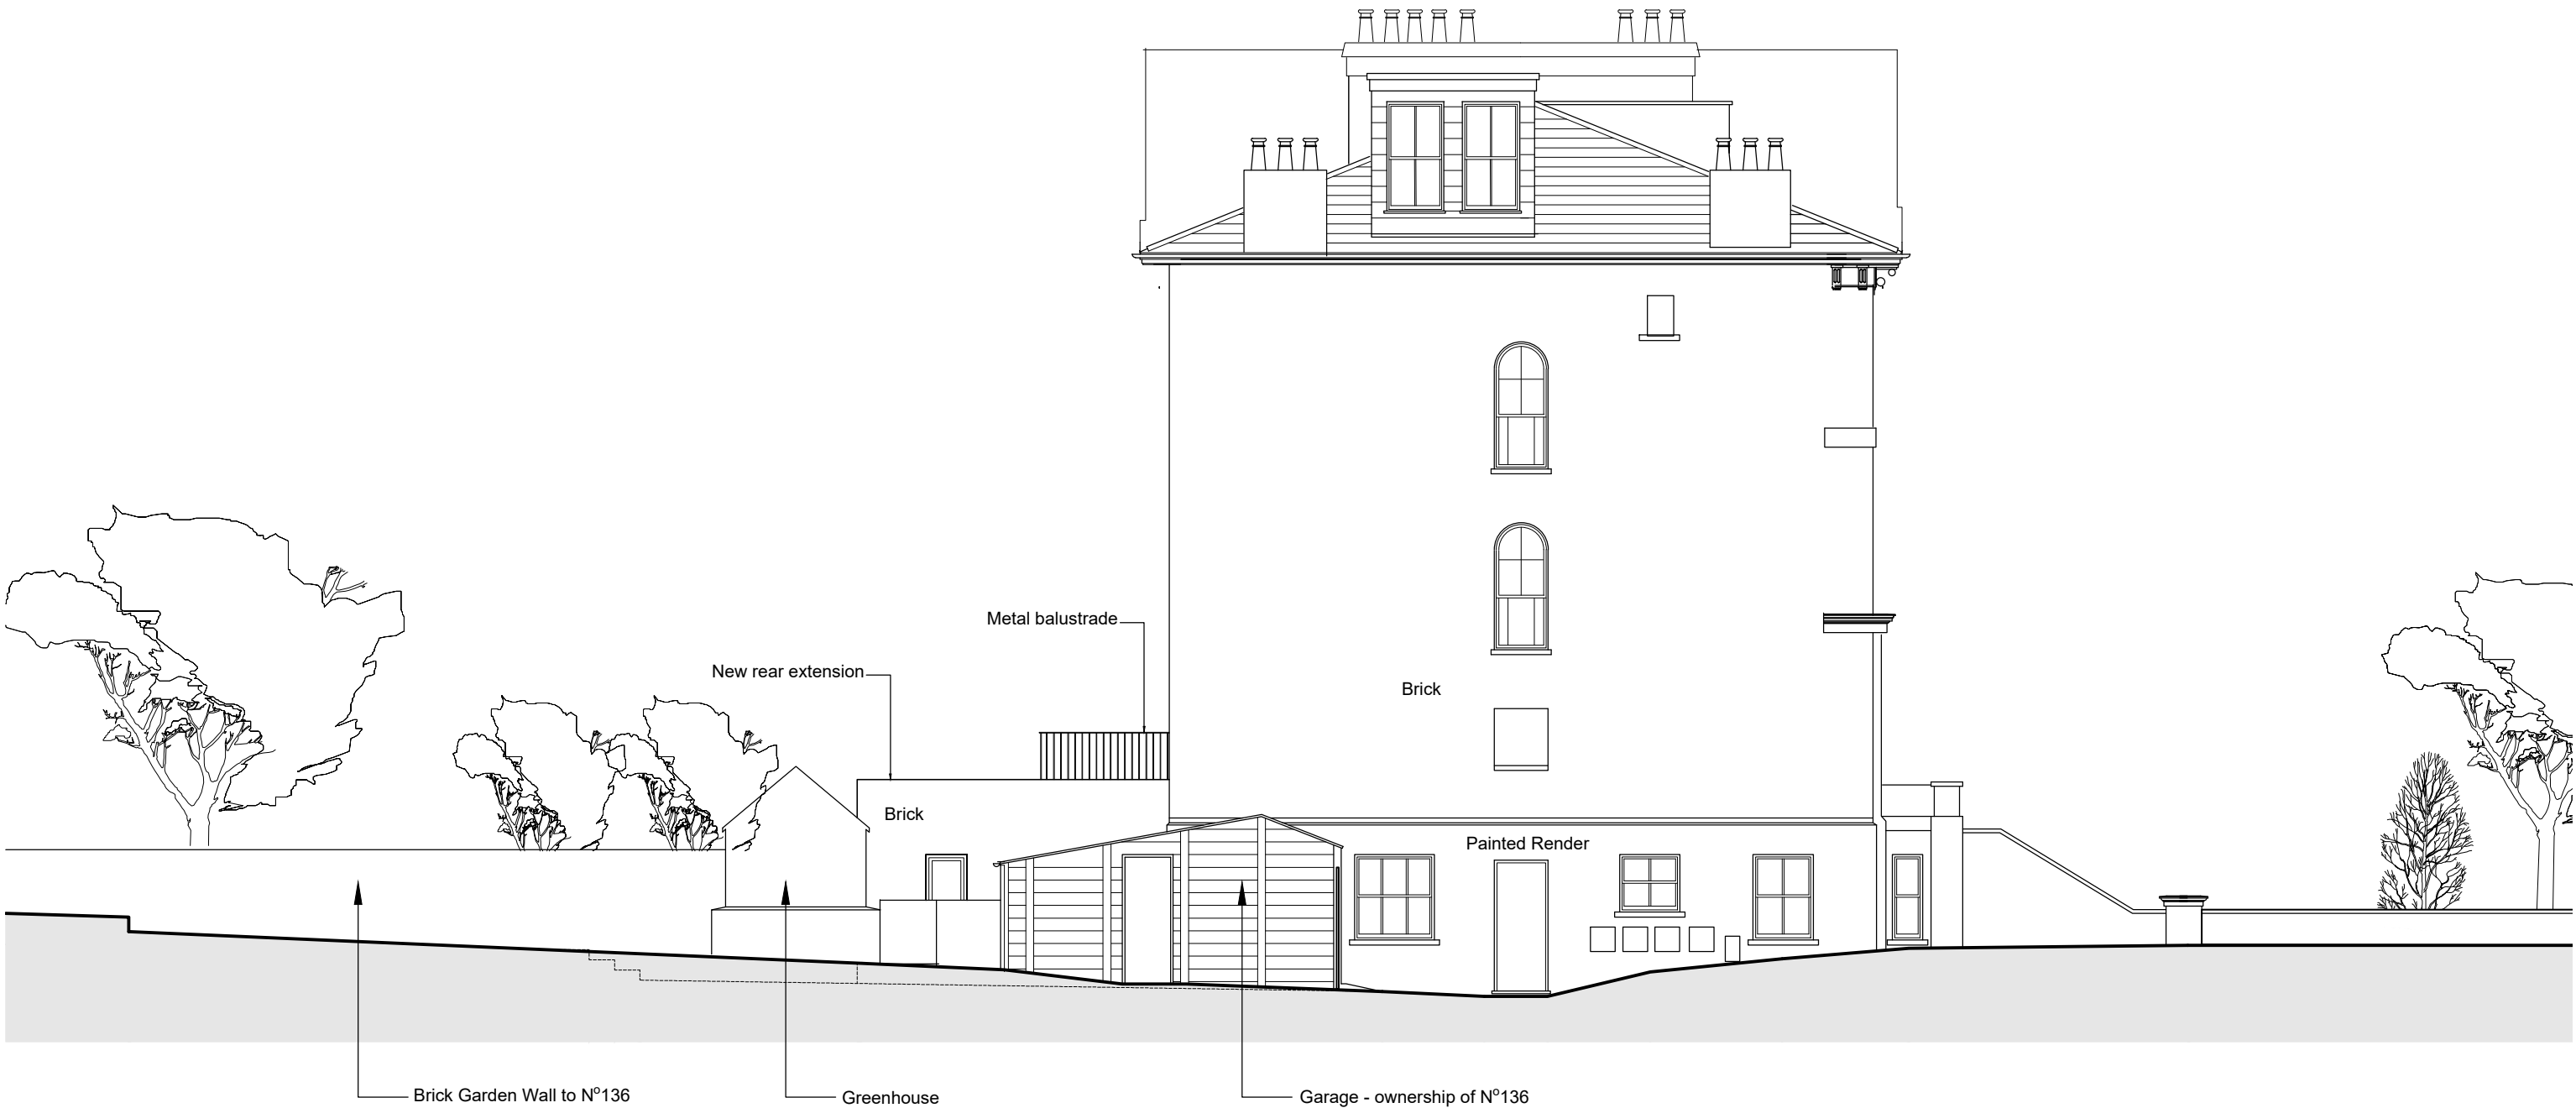 Metal balustrade
New rear extension
Brick
Brick
Painted Render
Brick Garden Wall to Nº136
Greenhouse
Garage - ownership of Nº136